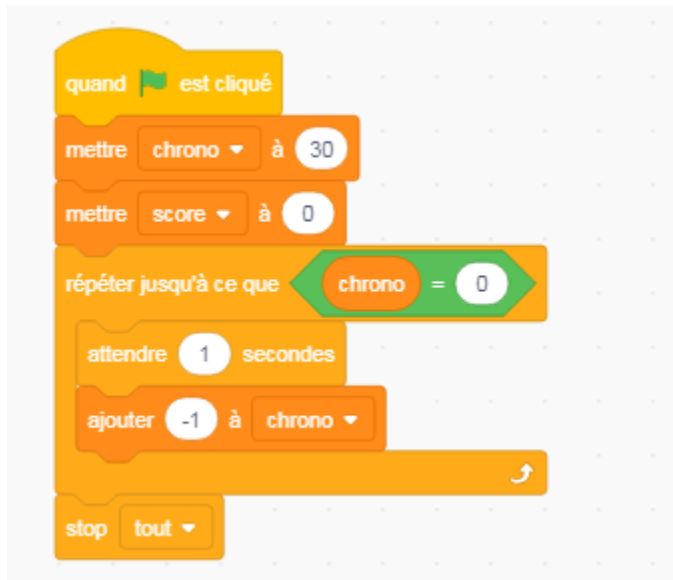 quand est cliqué
mettre chrono à 30
mettre score à 0
répéter jusqu'à ce que chrono = 0
attendre 1 secondes
ajouter -1 à chrono
stop tout